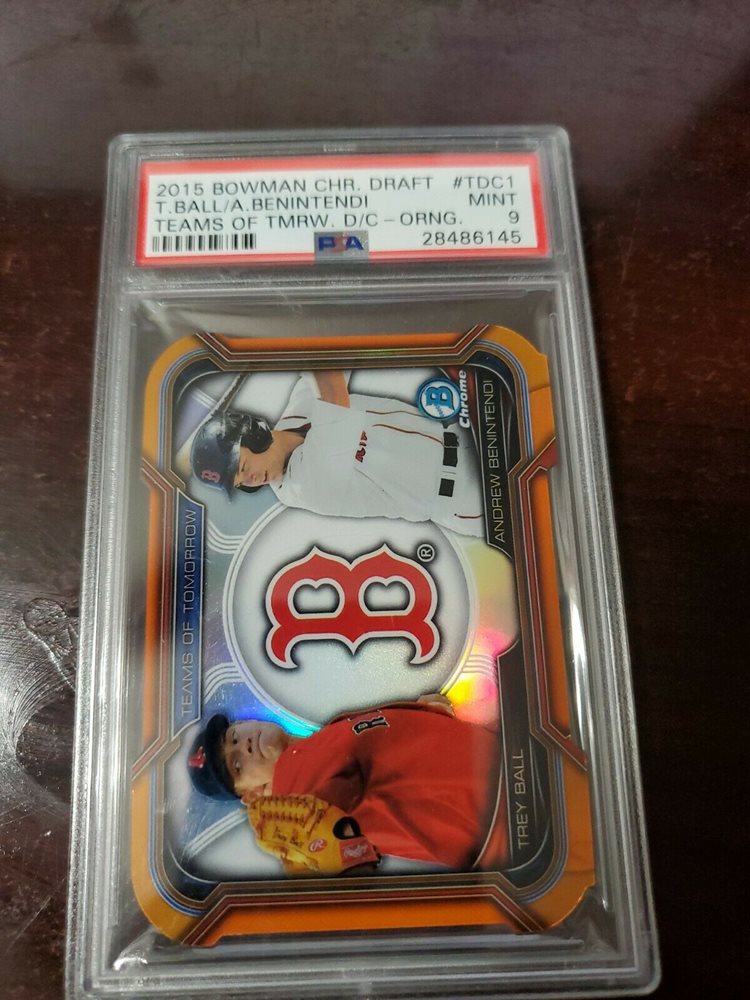 2015 BOWMAN CHR. DRAFT #TDC1
T.BALL/A.BENINTENDI MINT
TEAMS OF TMRW. D/C-ORNG. 9
PSA 28486145
B Chrome
ANDREW BENINTENDI
TEAMS OF TOMORROW
B®
TREY BALL
B
R
Rawlings